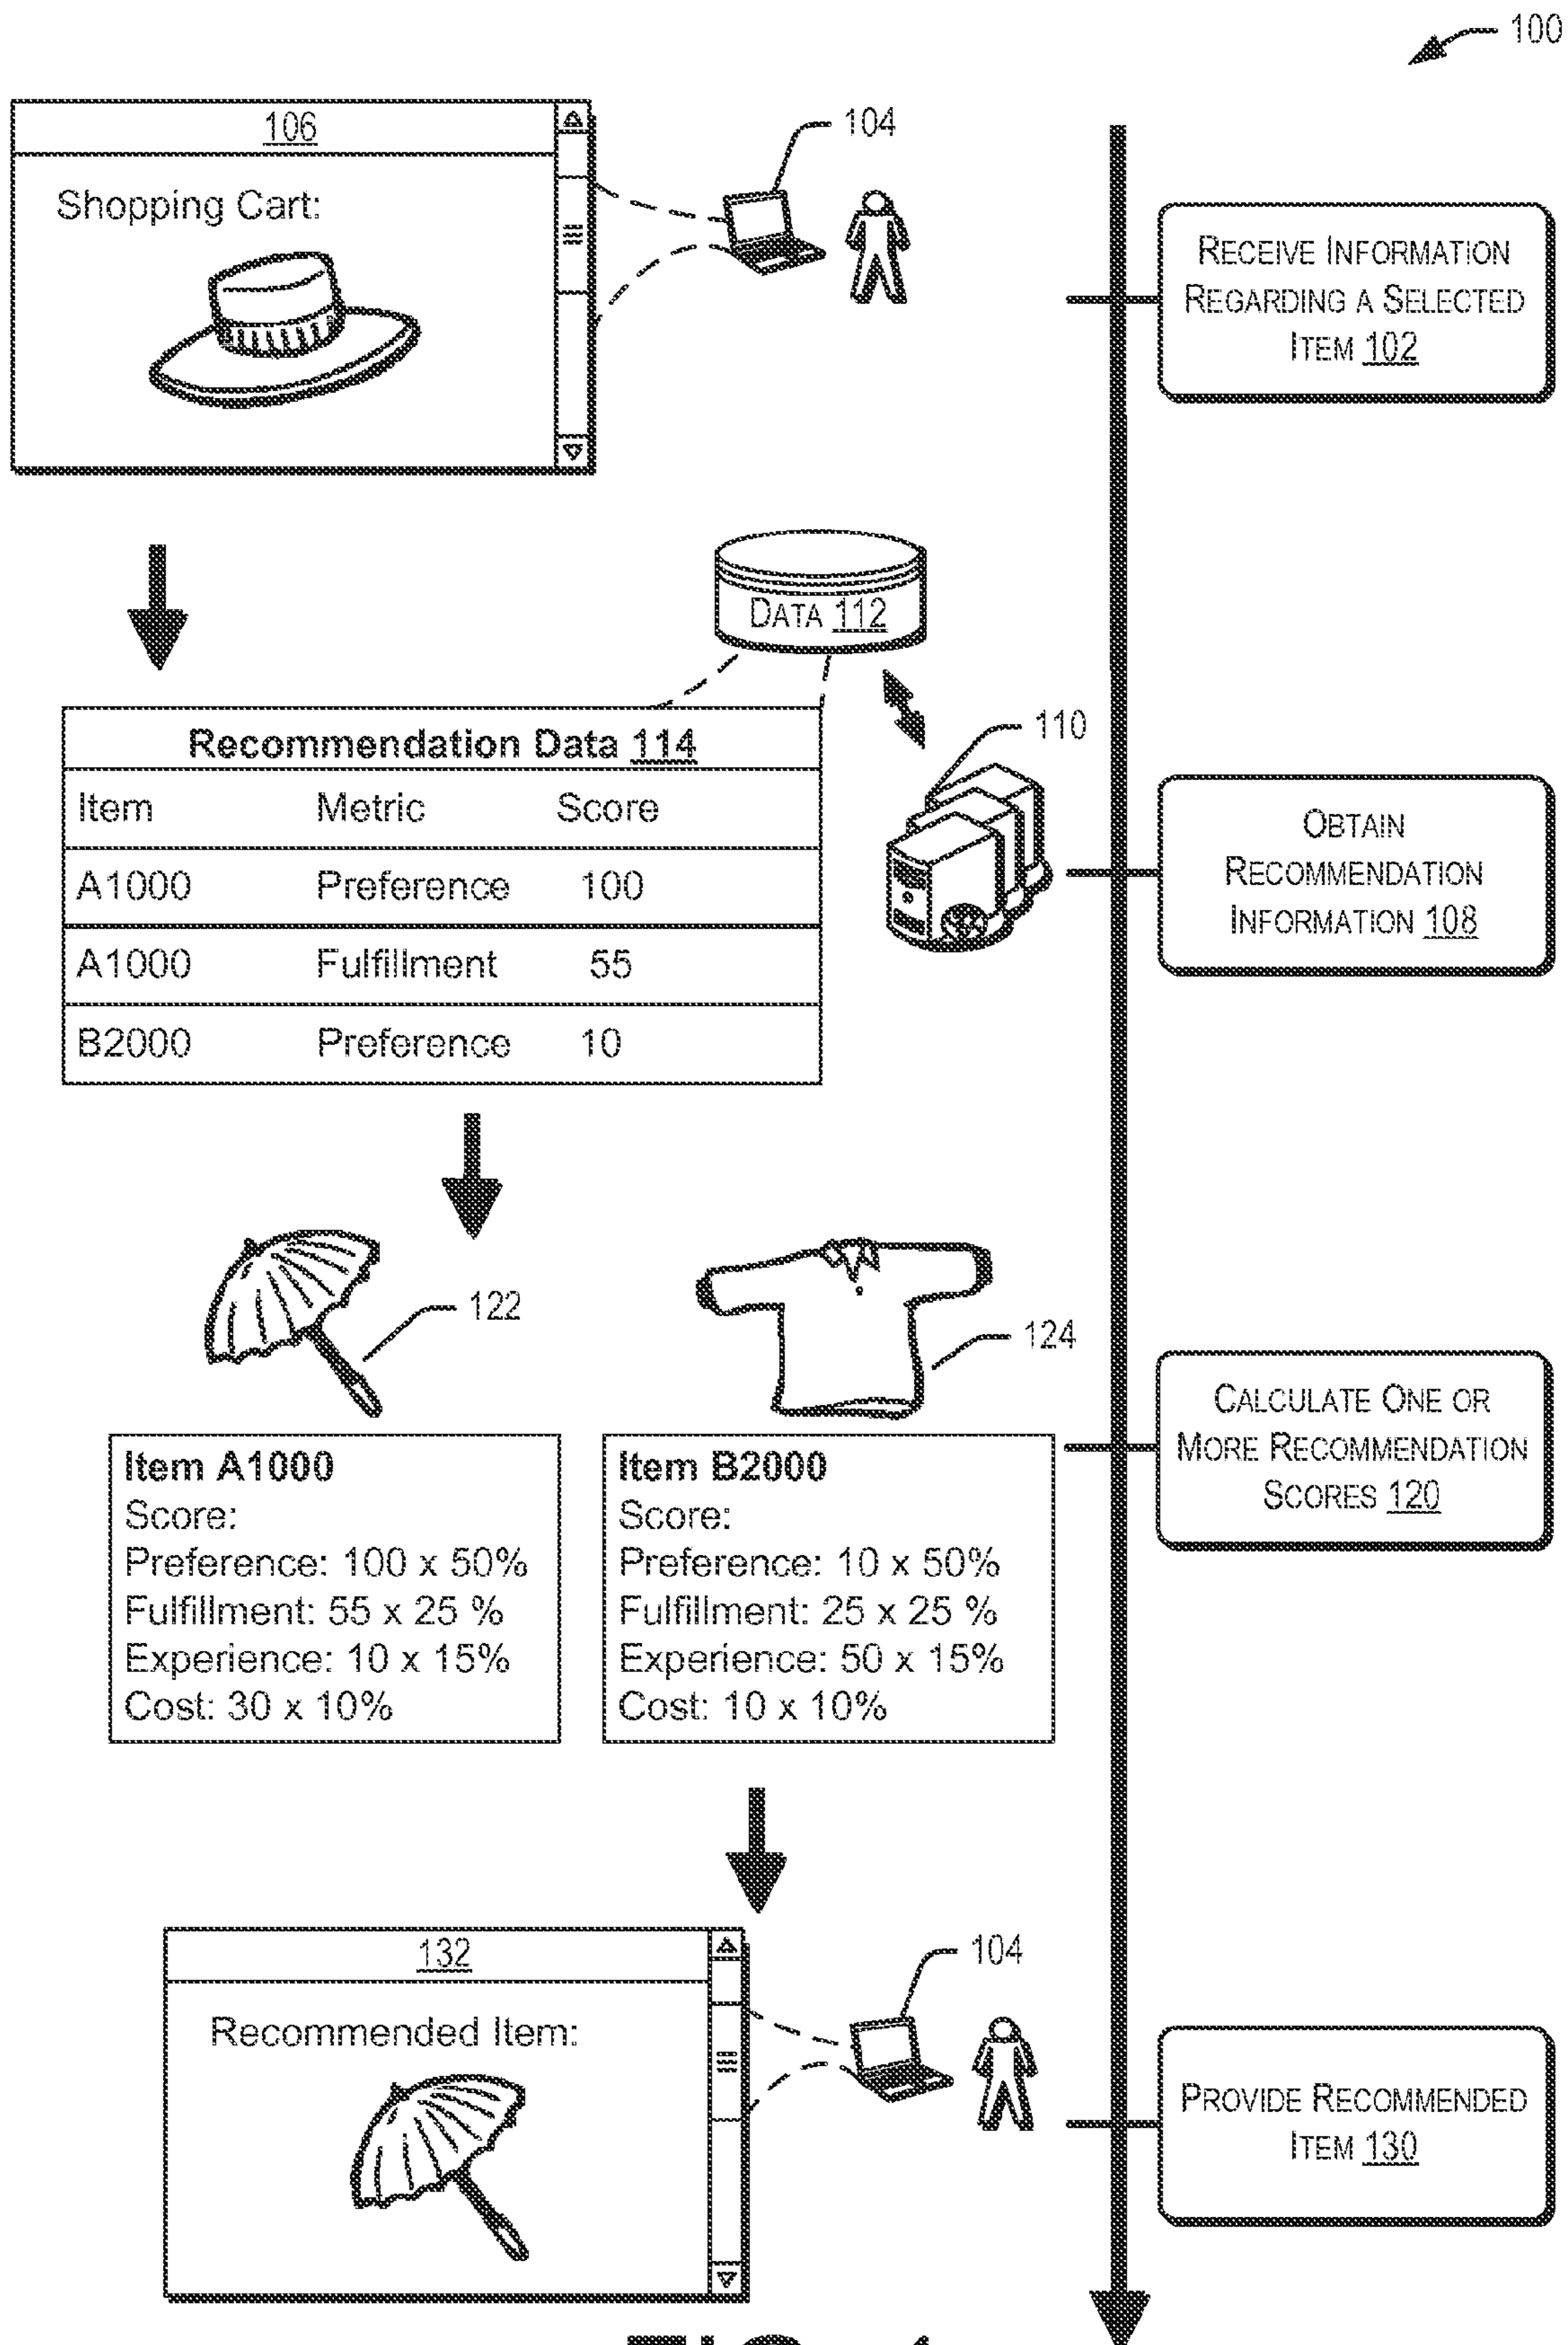 100
106
Shopping Cart:
104
RECEIVE INFORMATION
REGARDING A SELECTED
ITEM 102
DATA 112
110
Recommendation Data 114
Item Metric Score
A1000 Preference 100
A1000 Fulfillment 55
B2000 Preference 10
OBTAIN
RECOMMENDATION
INFORMATION 108
122
124
Item A1000
Score:
Preference: 100 x 50%
Fulfillment: 55 x 25 %
Experience: 10 x 15%
Cost: 30 x 10%
Item B2000
Score:
Preference: 10 x 50%
Fulfillment: 25 x 25 %
Experience: 50 x 15%
Cost: 10 x 10%
CALCULATE ONE OR
MORE RECOMMENDATION
SCORES 120
132
Recommended Item:
104
PROVIDE RECOMMENDED
ITEM 130